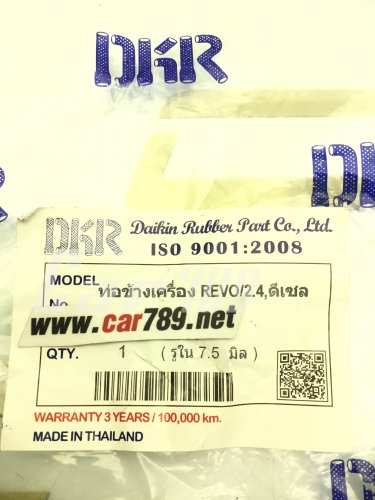 DKR
DKR
DKR Daikin Rubber Part Co., Ltd.
ISO 9001:2008
MODEL ท่อข้างเครื่อง REVO/2.4,ดีเซล
No.
www.car789.net
QTY. 1 ( รูใน 7.5 มิล )
WARRANTY 3 YEARS / 100,000 km.
MADE IN THAILAND